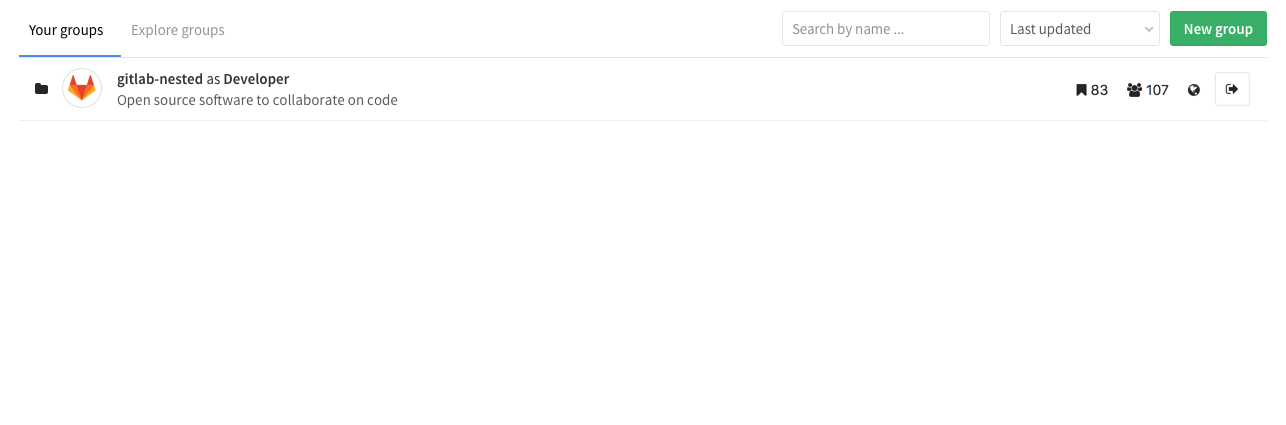 Your groups Explore groups Search by name ... Last updated New group
gitlab-nested as Developer 83 107
Open source software to collaborate on code